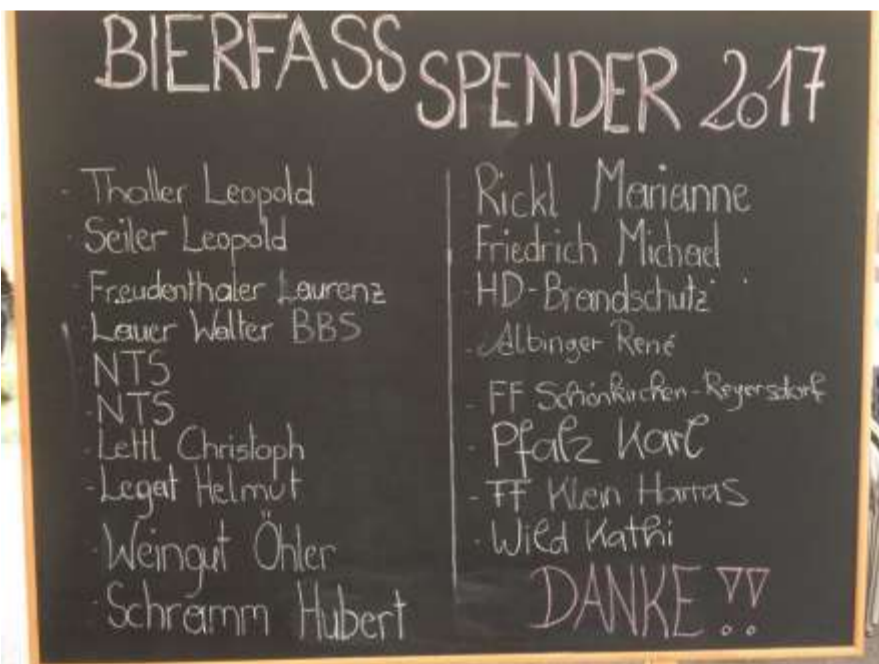 BIERFASS SPENDER 2017
- Thaller Leopold
- Seiler Leopold
- Freudenthaler Laurenz
- Lauer Walter BBS
NTS
- NTS
- Lettl Christoph
- Legat Helmut
- Weingut Öhler
- Schramm Hubert
Rickl Marianne
Friedrich Michael
HD-Brandschutz
- Albinger René
- FF Schönkirchen-Reyersdorf
- Pfalz Karl
- FF Klein Harras
- Wild Kathi
DANKE!!